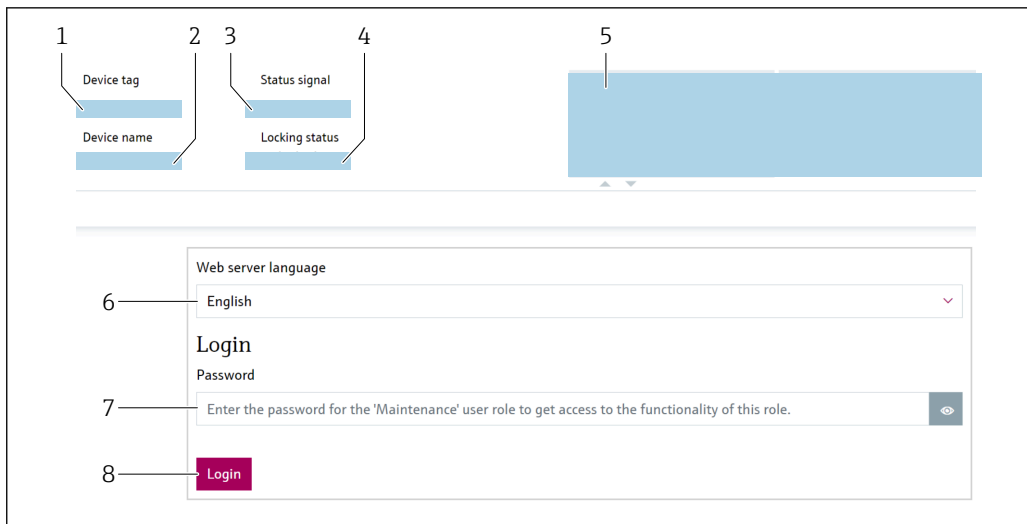 1 2 3 4 5
Device tag Status signal
Device name Locking status
Web server language
6 English
Login
Password
7 Enter the password for the 'Maintenance' user role to get access to the functionality of this role.
8 Login